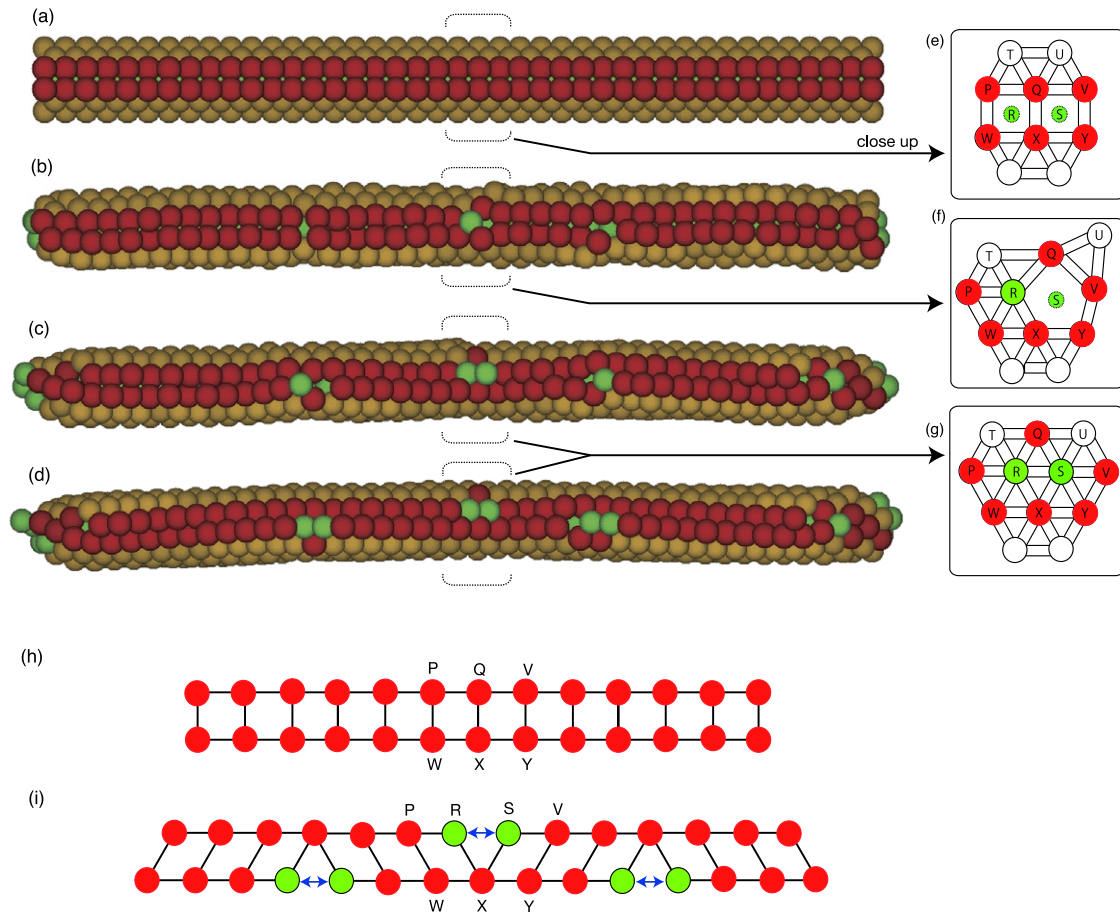 (a)
close up
(b)
(c)
(d)
(e)
T U
P Q V
R S
W X Y
(f)
U
T Q
P R S V
W X Y
(g)
T Q U
P R S V
W X Y
(h)
P Q V
W X Y
(i)
P R S V
W X Y